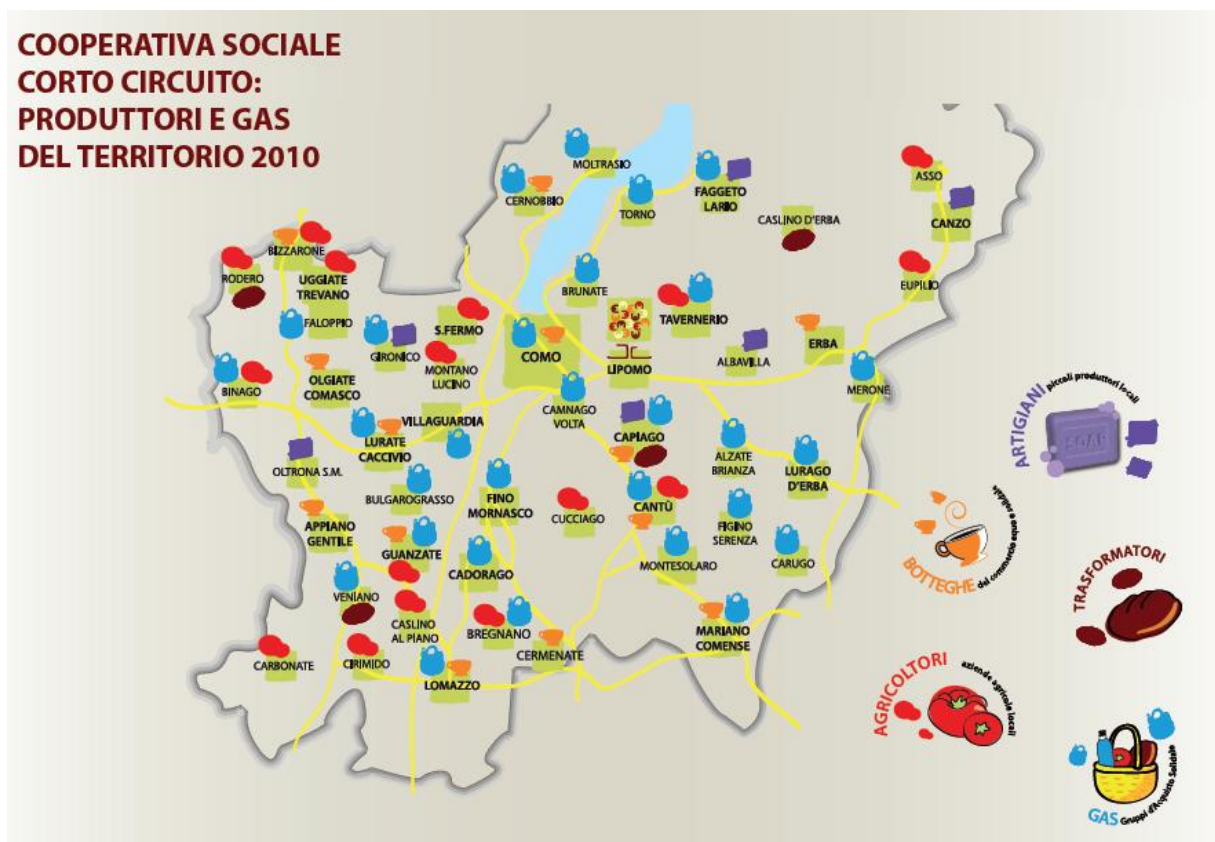 COOPERATIVA SOCIALE
CORTO CIRCUITO:
PRODUTTORI E GAS
DEL TERRITORIO 2010
MOLTRASIO
CERNOBBIO
TORNO
FAGGETO
LARIO
CASLINO D'ERBA
ASSO
CANZO
BIZZARONE
RODERO
UGGIATE
TREVANO
BRUNATE
EUPILIO
FALOPPIO
GIRONICO
S.FERMO
MONTANO
LUCINO
COMO
LIPOMO
TAVERNERIO
ALBAVILLA
ERBA
MERONE
BINAGO
OLGIATE
COMASCO
VILLAGUARDIA
CAMNAGO
VOLTA
LURATE
CACCIVIO
CAPIAGO
ALZATE
BRIANZA
LURAGO
D'ERBA
OLTRONA S.M.
BULGAROGRASSO
FINO
MORNASCO
CUCCIAGO
CANTÙ
FIGINO
SERENZA
APPIANO
GENTILE
GUANZATE
CADORAGO
MONTESOLARO
CARUGO
VENIANO
CASLINO
AL PIANO
BREGNANO
CERMENATE
MARIANO
COMENSE
CARBONATE
CIRIMIDO
LOMAZZO
ARTIGIANI piccoli produttori locali
SOAP
BOTTEGHE del commercio equo e solidale
TRASFORMATORI
AGRICOLTORI aziende agricole locali
GAS Gruppi d'Acquisto Solidale